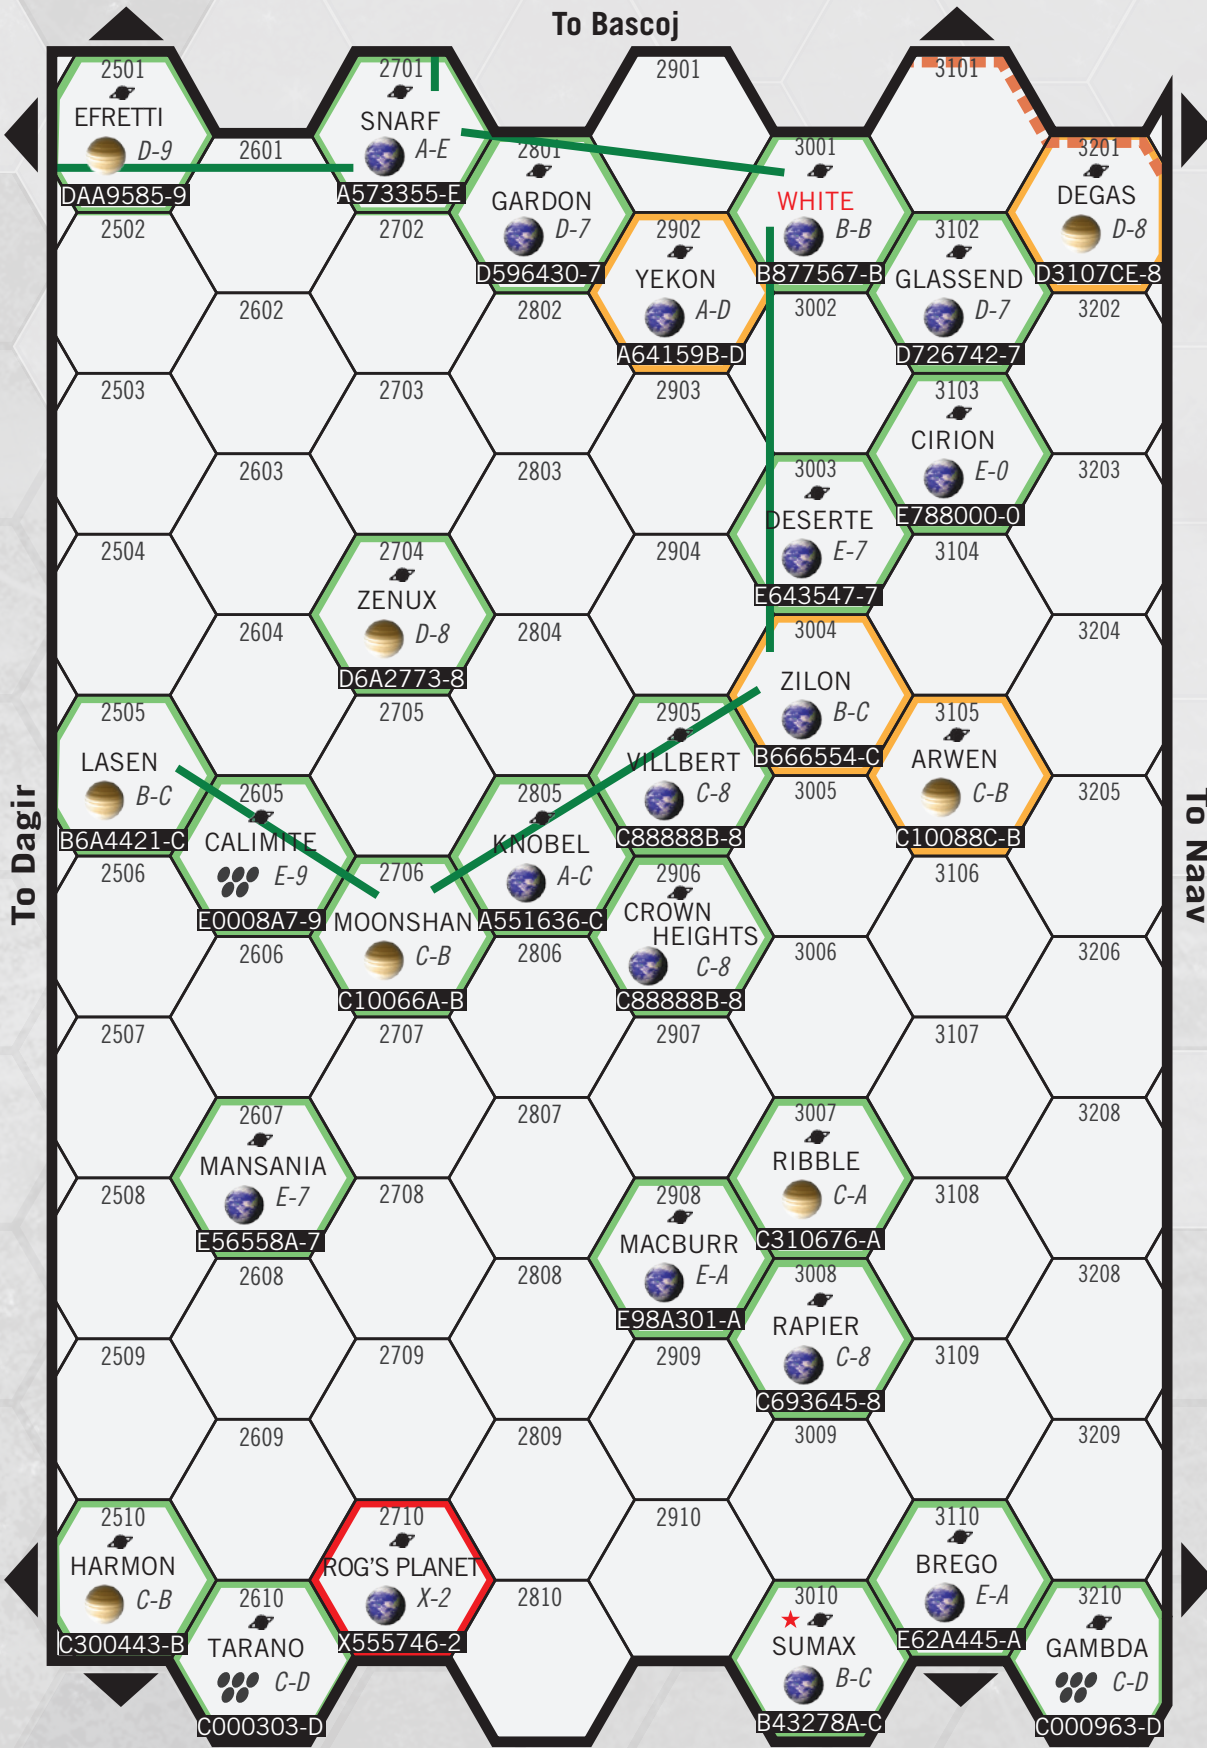 To Bascoj
To Dagir
To Naav
2501
EFRETTI
D-9
DAA9585-9
2502
2503
2504
2505
LASEN
B-C
B6A4421-C
2506
2507
2508
2509
2510
HARMON
C-B
C300443-B
2601
2602
2603
2604
2605
CALIMITE
E-9
E0008A7-9
2606
2607
MANSANIA
E-7
E56558A-7
2608
2609
2610
TARANO
C-D
C000303-D
2701
SNARF
A-E
A573355-E
2702
2703
2704
ZENUX
D-8
D6A2773-8
2705
2706
MOONSHAN
C-B
C10066A-B
2707
2708
2709
2710
ROG'S PLANET
X-2
X555746-2
2801
GARDON
D-7
D596430-7
2802
2803
2804
2805
KNOBEL
A-C
A551636-C
2806
2807
2808
2809
2810
2901
2902
YEKON
A-D
A64159B-D
2903
2904
2905
VILLBERT
C-8
C88888B-8
2906
CROWN
HEIGHTS
C-8
C88888B-8
2907
2908
MACBURR
E-A
E98A301-A
2909
2910
3001
WHITE
B-B
B877567-B
3002
3003
DESERTE
E-7
E643547-7
3004
ZILON
B-C
B666554-C
3005
3006
3007
RIBBLE
C-A
C310676-A
3008
RAPIER
C-8
C693645-8
3009
3010
SUMAX
B-C
B43278A-C
3101
3102
GLASSEND
D-7
D726742-7
3103
CIRION
E-0
E788000-0
3104
3105
ARWEN
C-B
C10088C-B
3106
3107
3108
3109
3110
BREGO
E-A
E62A445-A
3201
DEGAS
D-8
D3107CE-8
3202
3203
3204
3205
3206
3208
3208
3209
3210
GAMBDA
C-D
C000963-D